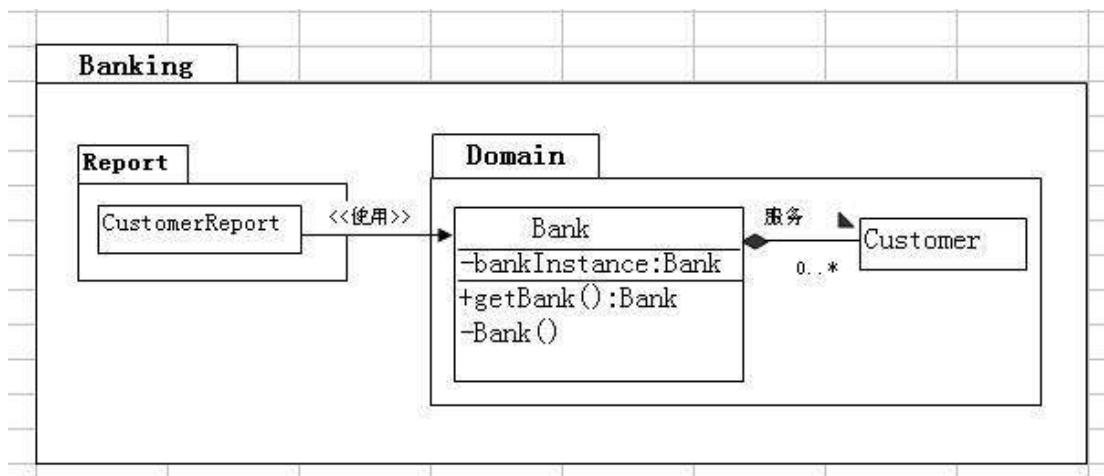 Banking
Report
Domain
CustomerReport
<<使用>>
Bank
-bankInstance:Bank
+getBank():Bank
-Bank()
服务
0..*
Customer